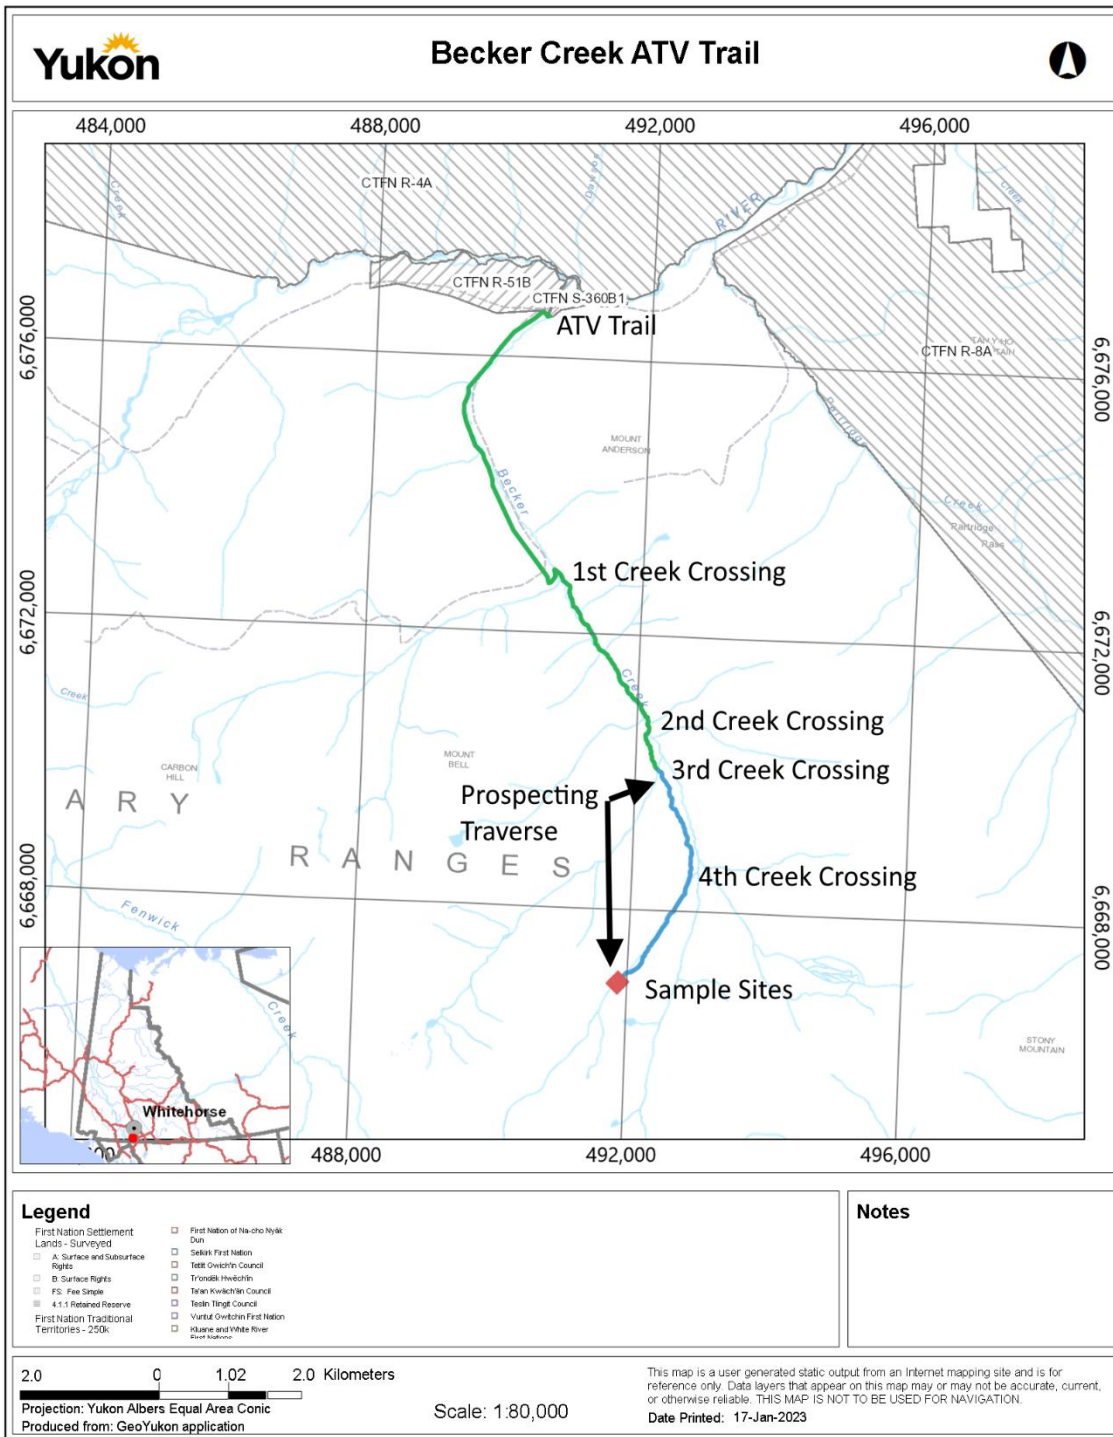 Yukon
Becker Creek ATV Trail
484,000
488,000
492,000
496,000
CTFN R-4A
Creek
Dawson
RIVER
Creek
CTFN R-51B
CTFN S-360B1
ATV Trail
CTFN R-8A
6,676,000
6,676,000
Partridge
MOUNT
ANDERSON
Becker
Creek
Partridge
Pass
1st Creek Crossing
6,672,000
6,672,000
Creek
Creek
2nd Creek Crossing
MOUNT
BELL
CARBON
HILL
3rd Creek Crossing
Prospecting
Traverse
ARY
RANGES
4th Creek Crossing
6,668,000
6,668,000
Fenwick
Creek
Sample Sites
STONY
MOUNTAIN
Whitehorse
488,000
492,000
496,000
Legend
First Nation Settlement
Lands - Surveyed
A: Surface and Subsurface
Rights
B: Surface Rights
FS: Fee Simple
4.1.1 Retained Reserve
First Nation Traditional
Territories - 250k
First Nation of Na-cho Nyäk
Dun
Selkirk First Nation
Tetlit Gwich'in Council
Tr'ondëk Hwëch'in
Ta'an Kwäch'än Council
Teslin Tlingit Council
Vuntut Gwitchin First Nation
Kluane and White River
First Nations
Notes
2.0 0 1.02 2.0 Kilometers
Projection: Yukon Albers Equal Area Conic
Produced from: GeoYukon application
Scale: 1:80,000
This map is a user generated static output from an Internet mapping site and is for
reference only. Data layers that appear on this map may or may not be accurate, current,
or otherwise reliable. THIS MAP IS NOT TO BE USED FOR NAVIGATION.
Date Printed: 17-Jan-2023